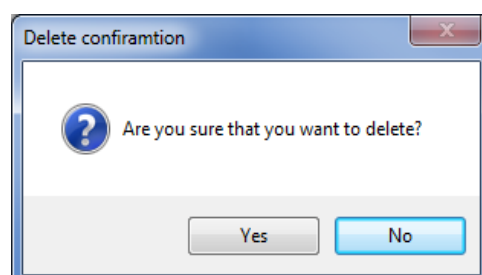 Delete confiramtion
Are you sure that you want to delete?
Yes
No